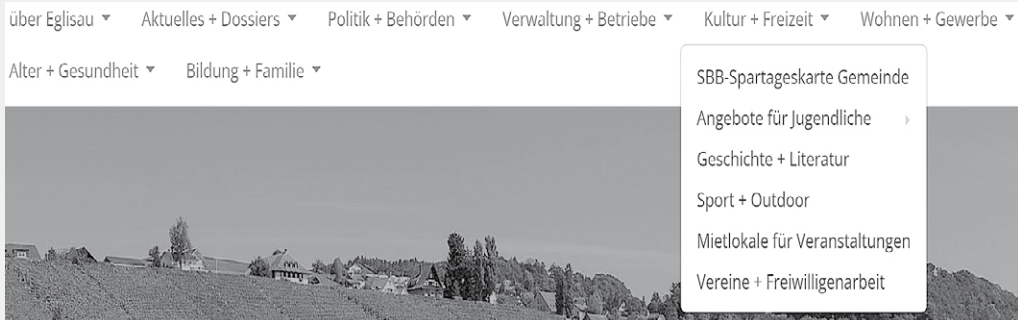 über Eglisau Aktuelles + Dossiers Politik + Behörden Verwaltung + Betriebe Kultur + Freizeit Wohnen + Gewerbe
Alter + Gesundheit Bildung + Familie
SBB-Spartageskarte Gemeinde
Angebote für Jugendliche
Geschichte + Literatur
Sport + Outdoor
Mietlokale für Veranstaltungen
Vereine + Freiwilligenarbeit